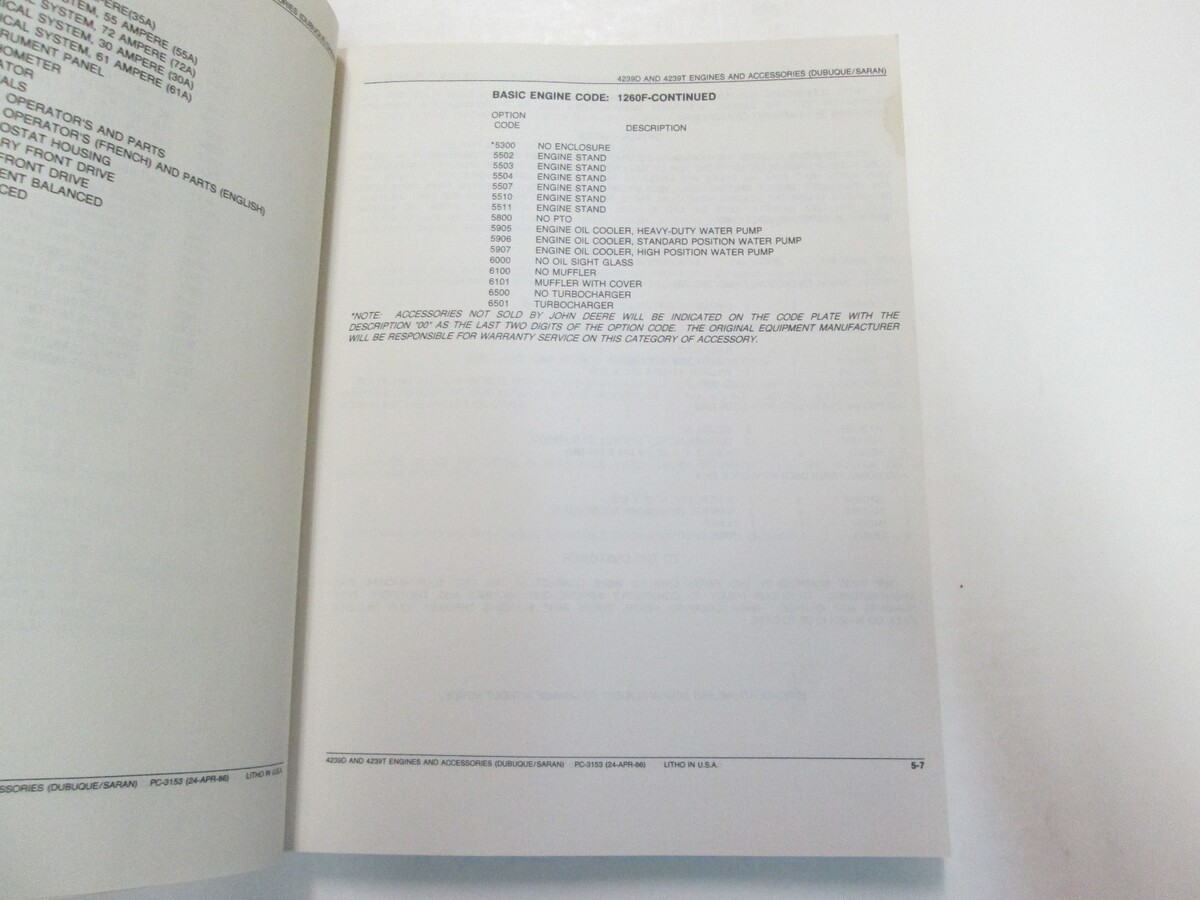 PERE(35A)
STEM, 55 AMPERE (55A)
SYSTEM, 72 AMPERE (72A)
SYSTEM, 30 AMPERE (30A)
SYSTEM, 61 AMPERE (61A)
RUMENT PANEL
OMETER
ATOR
ALS
OPERATOR'S AND PARTS
OPERATOR'S (FRENCH) AND PARTS (ENGLISH)
OSTAT HOUSING
RY FRONT DRIVE
FRONT DRIVE
ENT BALANCED
CED
SSORIES (DUBUQUE/SARAN) PC-3153 (24-APR-86) LITHO IN U.S.A.
4239D AND 4239T ENGINES AND ACCESSORIES (DUBUQUE/SARAN)
BASIC ENGINE CODE: 1260F-CONTINUED
OPTION
CODE DESCRIPTION
*5300 NO ENCLOSURE
5502 ENGINE STAND
5503 ENGINE STAND
5504 ENGINE STAND
5507 ENGINE STAND
5510 ENGINE STAND
5511 ENGINE STAND
5800 NO PTO
5905 ENGINE OIL COOLER, HEAVY-DUTY WATER PUMP
5906 ENGINE OIL COOLER, STANDARD POSITION WATER PUMP
5907 ENGINE OIL COOLER, HIGH POSITION WATER PUMP
6000 NO OIL SIGHT GLASS
6100 NO MUFFLER
6101 MUFFLER WITH COVER
6500 NO TURBOCHARGER
6501 TURBOCHARGER
*NOTE: ACCESSORIES NOT SOLD BY JOHN DEERE WILL BE INDICATED ON THE CODE PLATE WITH THE
DESCRIPTION "00" AS THE LAST TWO DIGITS OF THE OPTION CODE. THE ORIGINAL EQUIPMENT MANUFACTURER
WILL BE RESPONSIBLE FOR WARRANTY SERVICE ON THIS CATEGORY OF ACCESSORY.
4239D AND 4239T ENGINES AND ACCESSORIES (DUBUQUE/SARAN) PC-3153 (24-APR-86) LITHO IN U.S.A. 5-7